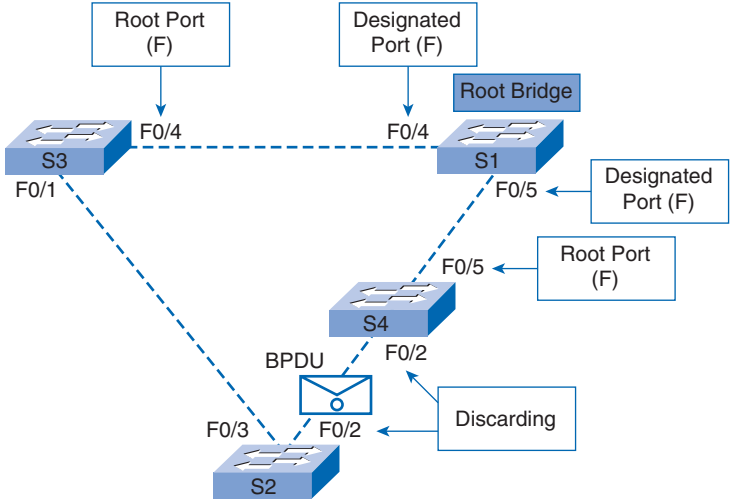 Root Port
(F)
Designated
Port (F)
Root Bridge
F0/4
F0/4
S3
S1
F0/1
F0/5
Designated
Port (F)
F0/5
Root Port
(F)
S4
F0/2
BPDU
F0/3
F0/2
Discarding
S2